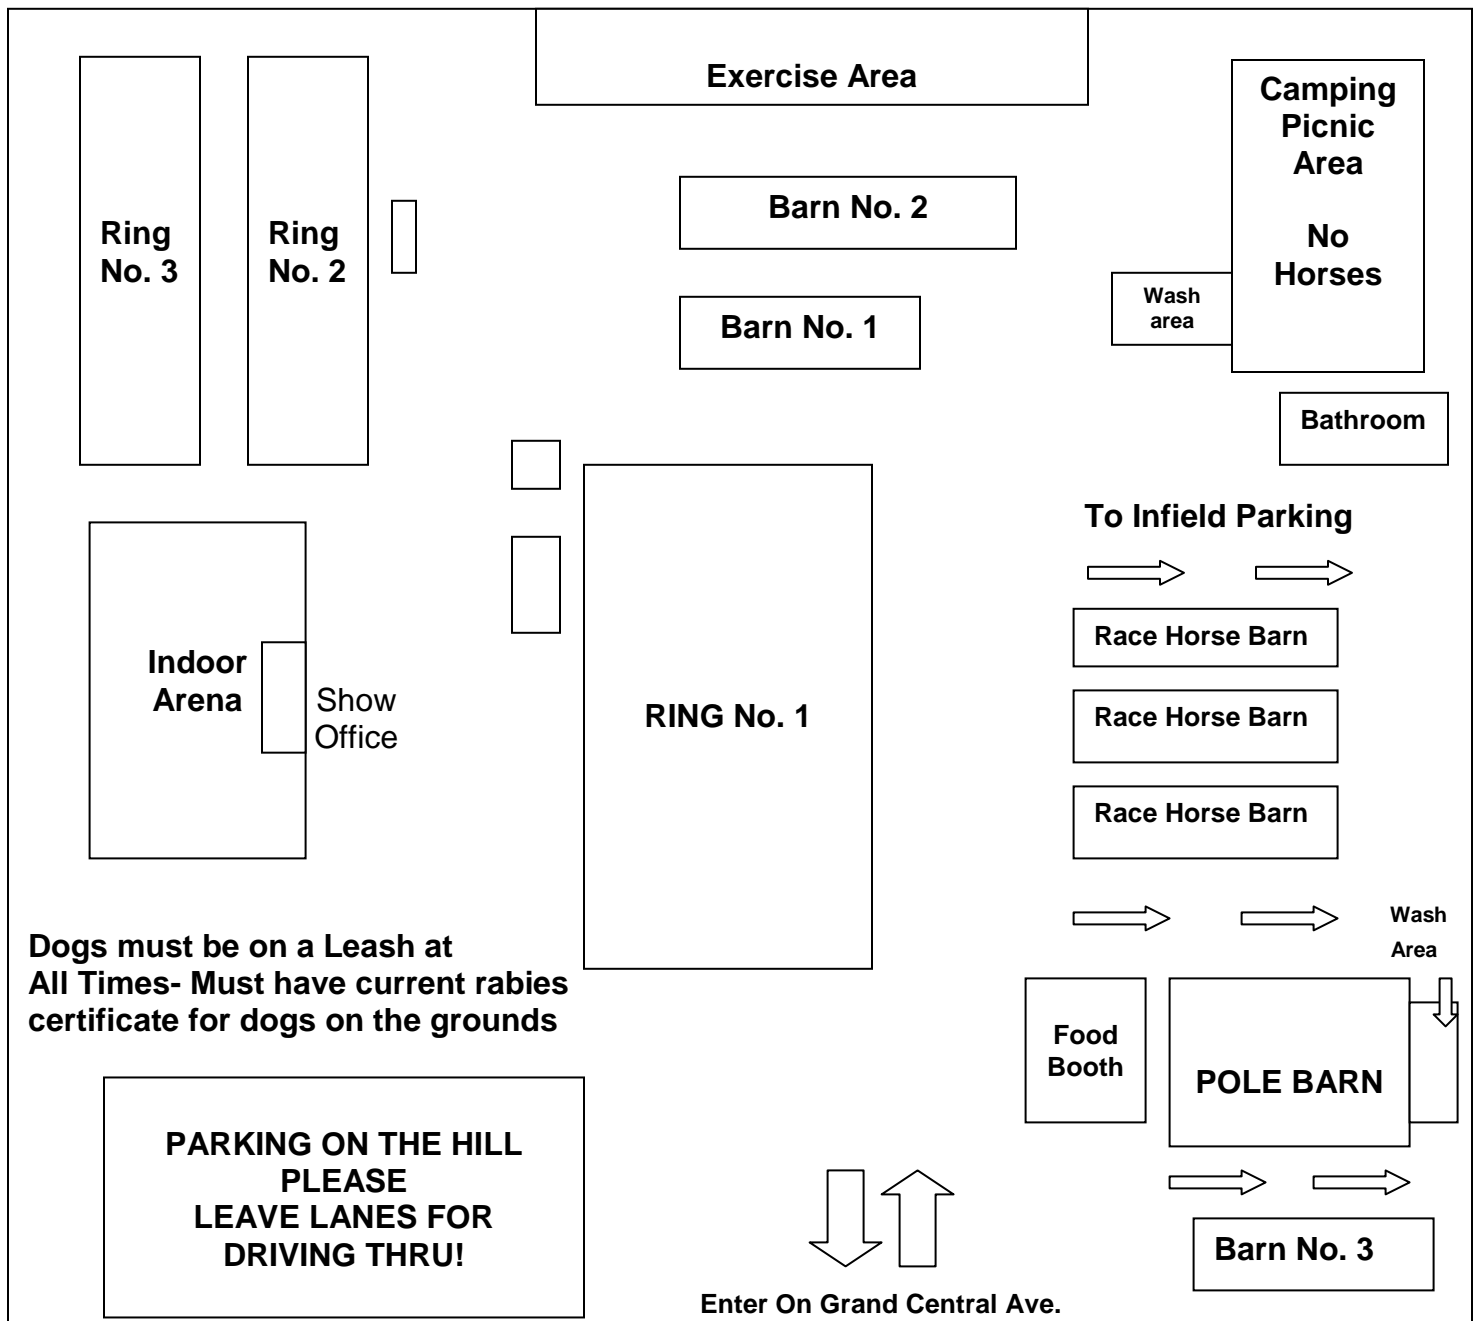 Exercise Area
Camping
Picnic
Area
No
Horses
Ring
No. 3
Ring
No. 2
Barn No. 2
Wash
area
Barn No. 1
Bathroom
To Infield Parking
Race Horse Barn
Indoor
Arena
Show
Office
RING No. 1
Race Horse Barn
Race Horse Barn
Wash
Area
Dogs must be on a Leash at
All Times- Must have current rabies
certificate for dogs on the grounds
Food
Booth
POLE BARN
PARKING ON THE HILL
PLEASE
LEAVE LANES FOR
DRIVING THRU!
Barn No. 3
Enter On Grand Central Ave.